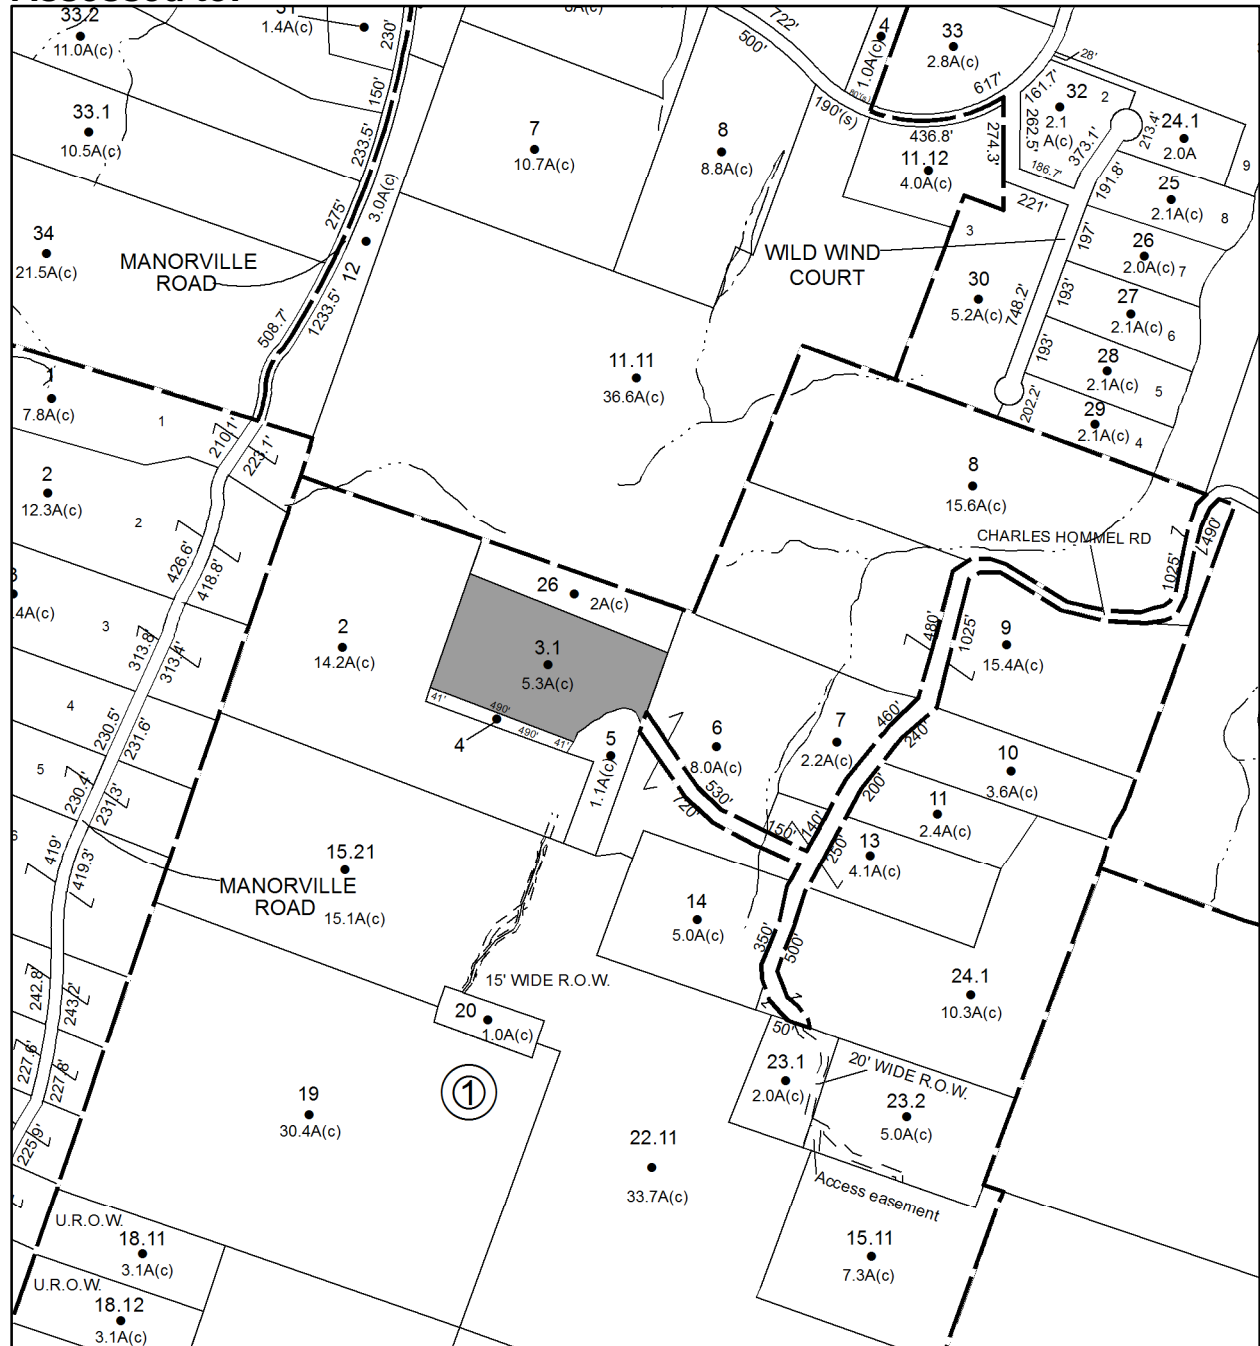 33.2
11.0A(c)
1.4A(c)
230'
150'
233.5'
275'
508.7'
1233.5'
12
3.0A(c)
33.1
10.5A(c)
34
21.5A(c)
MANORVILLE
ROAD
7
10.7A(c)
8
8.8A(c)
722'
500'
190'(s)
4
1.0A(c)
33
2.8A(c)
617'
436.8'
274.3'
11.12
4.0A(c)
28'
161.7'
262.5'
186.7'
373.1'
32
2
2.1
A(c)
213.4'
24.1
2.0A
9
191.8'
25
2.1A(c)
8
221'
3
WILD WIND
COURT
197'
26
2.0A(c)
7
30
5.2A(c)
748.2'
193'
27
2.1A(c)
6
193'
28
2.1A(c)
5
202.2'
29
2.1A(c)
4
11.11
36.6A(c)
1
7.8A(c)
1
210.1'
223.1'
2
12.3A(c)
2
426.6'
418.8'
8
15.6A(c)
CHARLES HOMMEL RD
490'
1025'
.4A(c)
3
313.8'
313.4'
26
2A(c)
2
14.2A(c)
3.1
5.3A(c)
41'
490'
490'
41'
4
480'
1025'
9
15.4A(c)
4
230.5'
231.6'
5
1.1A(c)
6
8.0A(c)
7
2.2A(c)
460'
240'
10
3.6A(c)
5
230.4'
231.3'
530'
720'
150'
140'
200'
250'
11
2.4A(c)
13
4.1A(c)
6
419'
419.3'
MANORVILLE
ROAD
15.21
15.1A(c)
14
5.0A(c)
350'
500'
15' WIDE R.O.W.
20
1.0A(c)
242.8'
243.2'
24.1
10.3A(c)
50'
227.6'
227.8'
1
23.1
2.0A(c)
20' WIDE R.O.W.
23.2
5.0A(c)
19
30.4A(c)
225.9'
22.11
33.7A(c)
Access easement
U.R.O.W.
18.11
3.1A(c)
15.11
7.3A(c)
U.R.O.W.
18.12
3.1A(c)